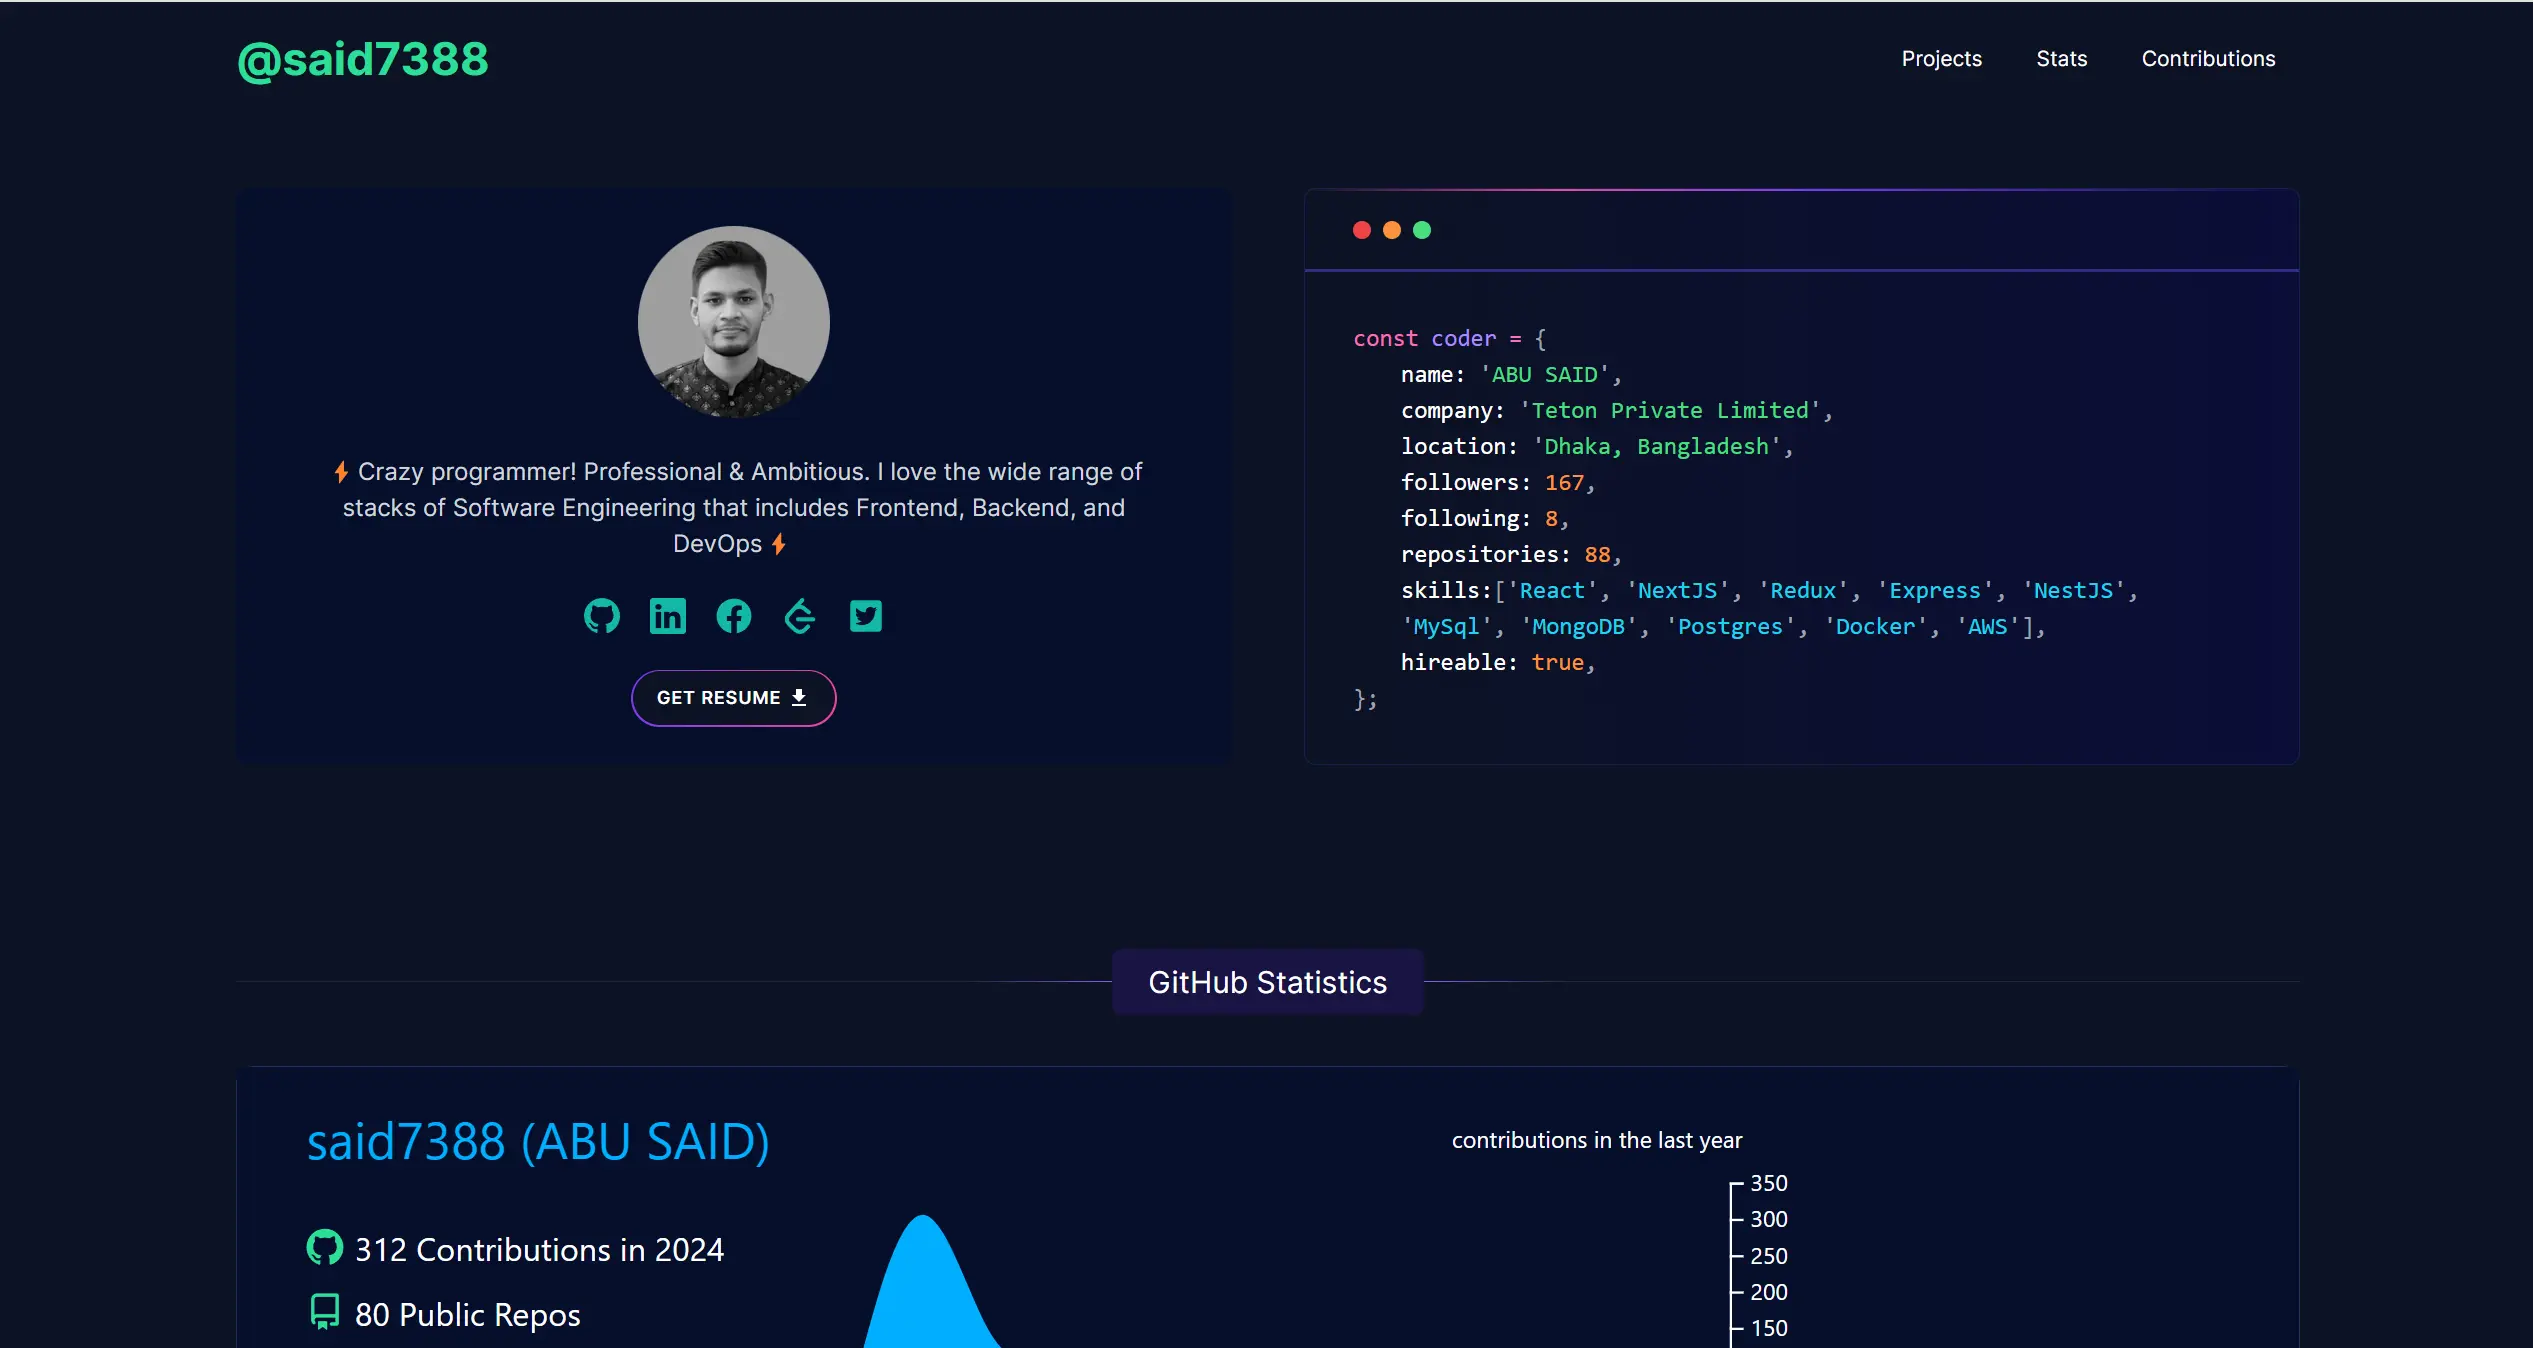 @said7388
Projects
Stats
Contributions
⚡ Crazy programmer! Professional & Ambitious. I love the wide range of
stacks of Software Engineering that includes Frontend, Backend, and
DevOps ⚡
GET RESUME
const coder = {
name: 'ABU SAID',
company: 'Teton Private Limited',
location: 'Dhaka, Bangladesh',
followers: 167,
following: 8,
repositories: 88,
skills:['React', 'NextJS', 'Redux', 'Express', 'NestJS',
'MySql', 'MongoDB', 'Postgres', 'Docker', 'AWS'],
hireable: true,
};
GitHub Statistics
said7388 (ABU SAID)
312 Contributions in 2024
80 Public Repos
contributions in the last year
350
300
250
200
150